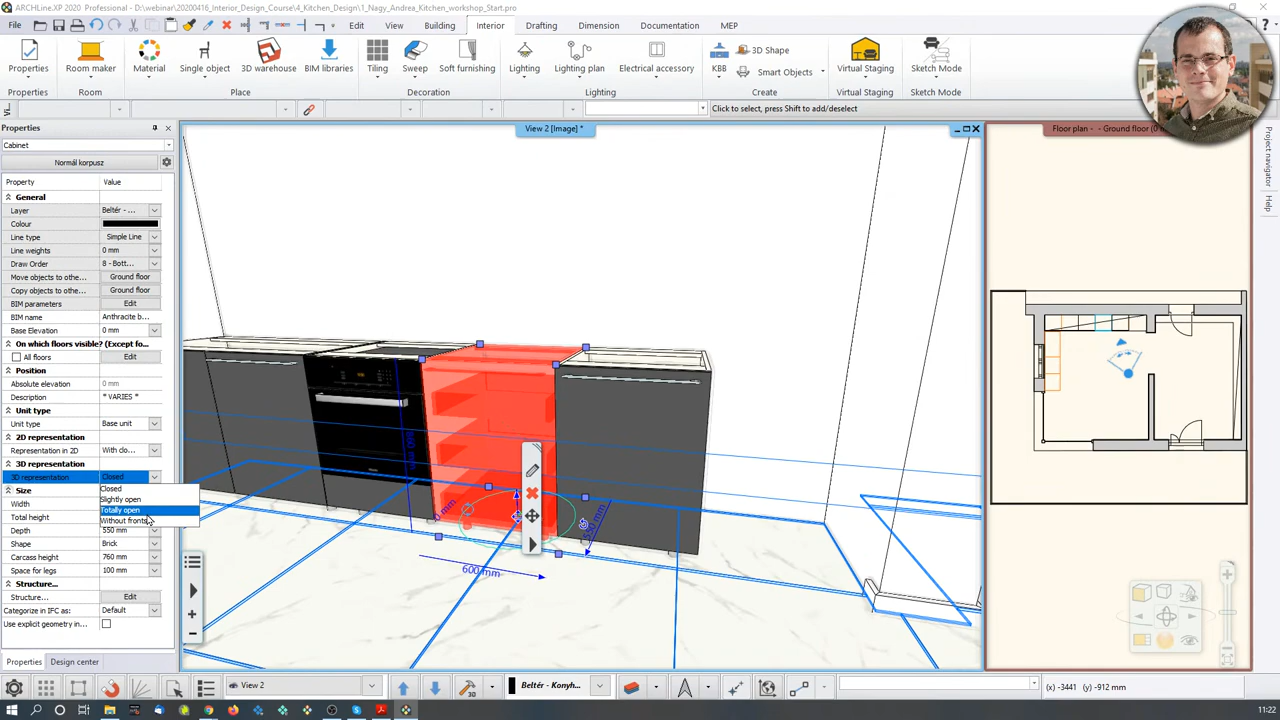 ARCHLine.XP 2020 Professional - D:\webinar\20200416_Interior_Design_Course\4_Kitchen_Design\1_Nagy_Andrea_Kitchen_workshop_Start.pro
File Edit View Building Interior Drafting Dimension Documentation MEP
Properties Room maker Material Single object 3D warehouse BIM libraries Tiling Sweep Soft furnishing Lighting Lighting plan Electrical accessory KBB 3D Shape Smart Objects Virtual Staging Sketch Mode
Properties Room Place Decoration Lighting Create Virtual Staging Sketch Mode
Click to select, press Shift to add/deselect
Properties
View 2 [Image] *
Floor plan - - Ground floor (0
Cabinet
Normál korpusz
Property Value
General
Layer Beltér - ...
Colour
Line type Simple Line
Line weights 0 mm
Draw Order 8 - Bott...
Move objects to othe... Ground floor
Copy objects to othe... Ground floor
BIM parameters Edit
BIM name Anthracite b...
Base Elevation 0 mm
On which floors visible? (Except fo...
All floors Edit
Position
Absolute elevation 0 mm
Description * VARIES *
Unit type
Unit type Base unit
2D representation
Representation in 2D With clo...
3D representation
3D representation Closed
Closed
Slightly open
Totally open
Without fronts
Size
Width
Total height
Depth 550 mm
Shape Brick
Carcass height 760 mm
Space for legs 100 mm
Structure...
Structure... Edit
Categorize in IFC as: Default
Use explicit geometry in...
Properties Design center
860 mm
600 mm
Project navigator
Help
View 2
Beltér - Konyh...
(x) -3441 (y) -912 mm
11:22